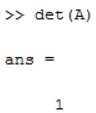 >> det(A)
ans =
1